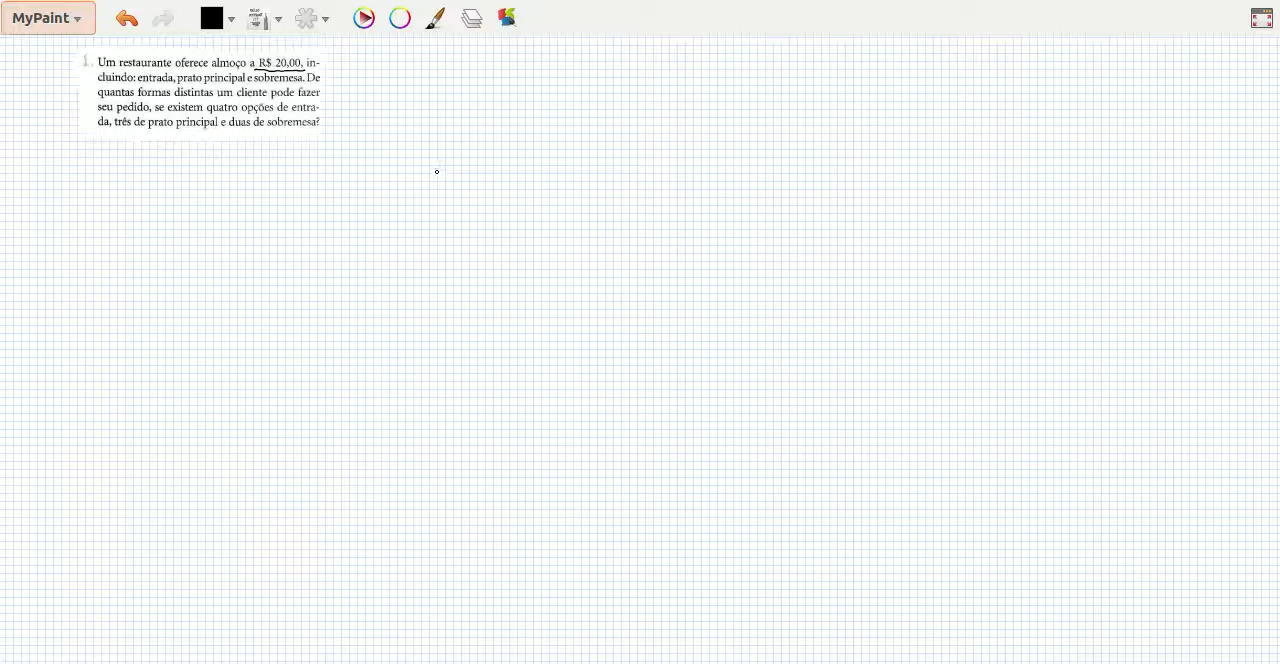 MyPaint
1. Um restaurante oferece almoço a R$ 20,00, in-
cluindo: entrada, prato principal e sobremesa. De
quantas formas distintas um cliente pode fazer
seu pedido, se existem quatro opções de entra-
da, três de prato principal e duas de sobremesa?